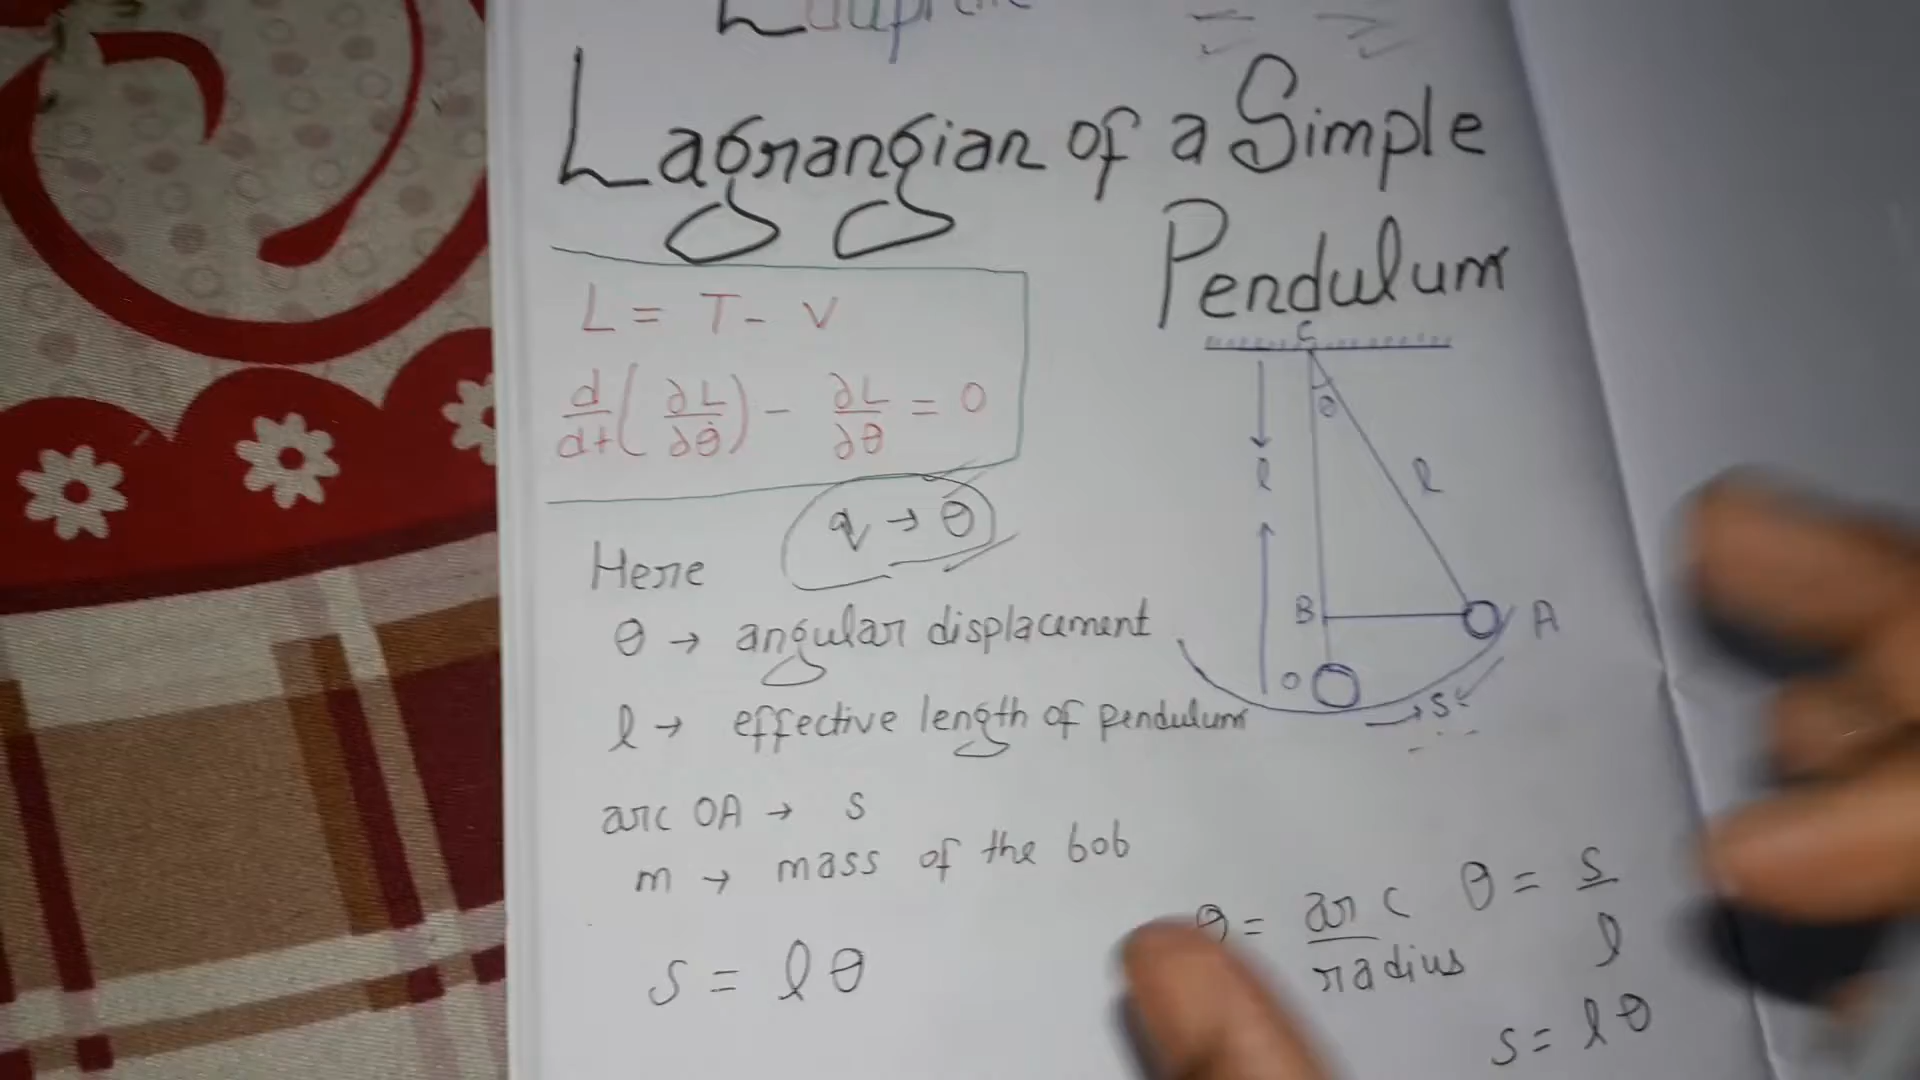 Lagrangian of a Simple
Pendulum
L = T - V
d/dt (∂L/∂θ̇) - ∂L/∂θ = 0
q → θ
Here
θ → angular displacement
l → effective length of pendulum
arc OA → s
m → mass of the bob
s = lθ
C
θ
l
l
B
A
O
→ s
θ = arc/radius
θ = s/l
s = lθ